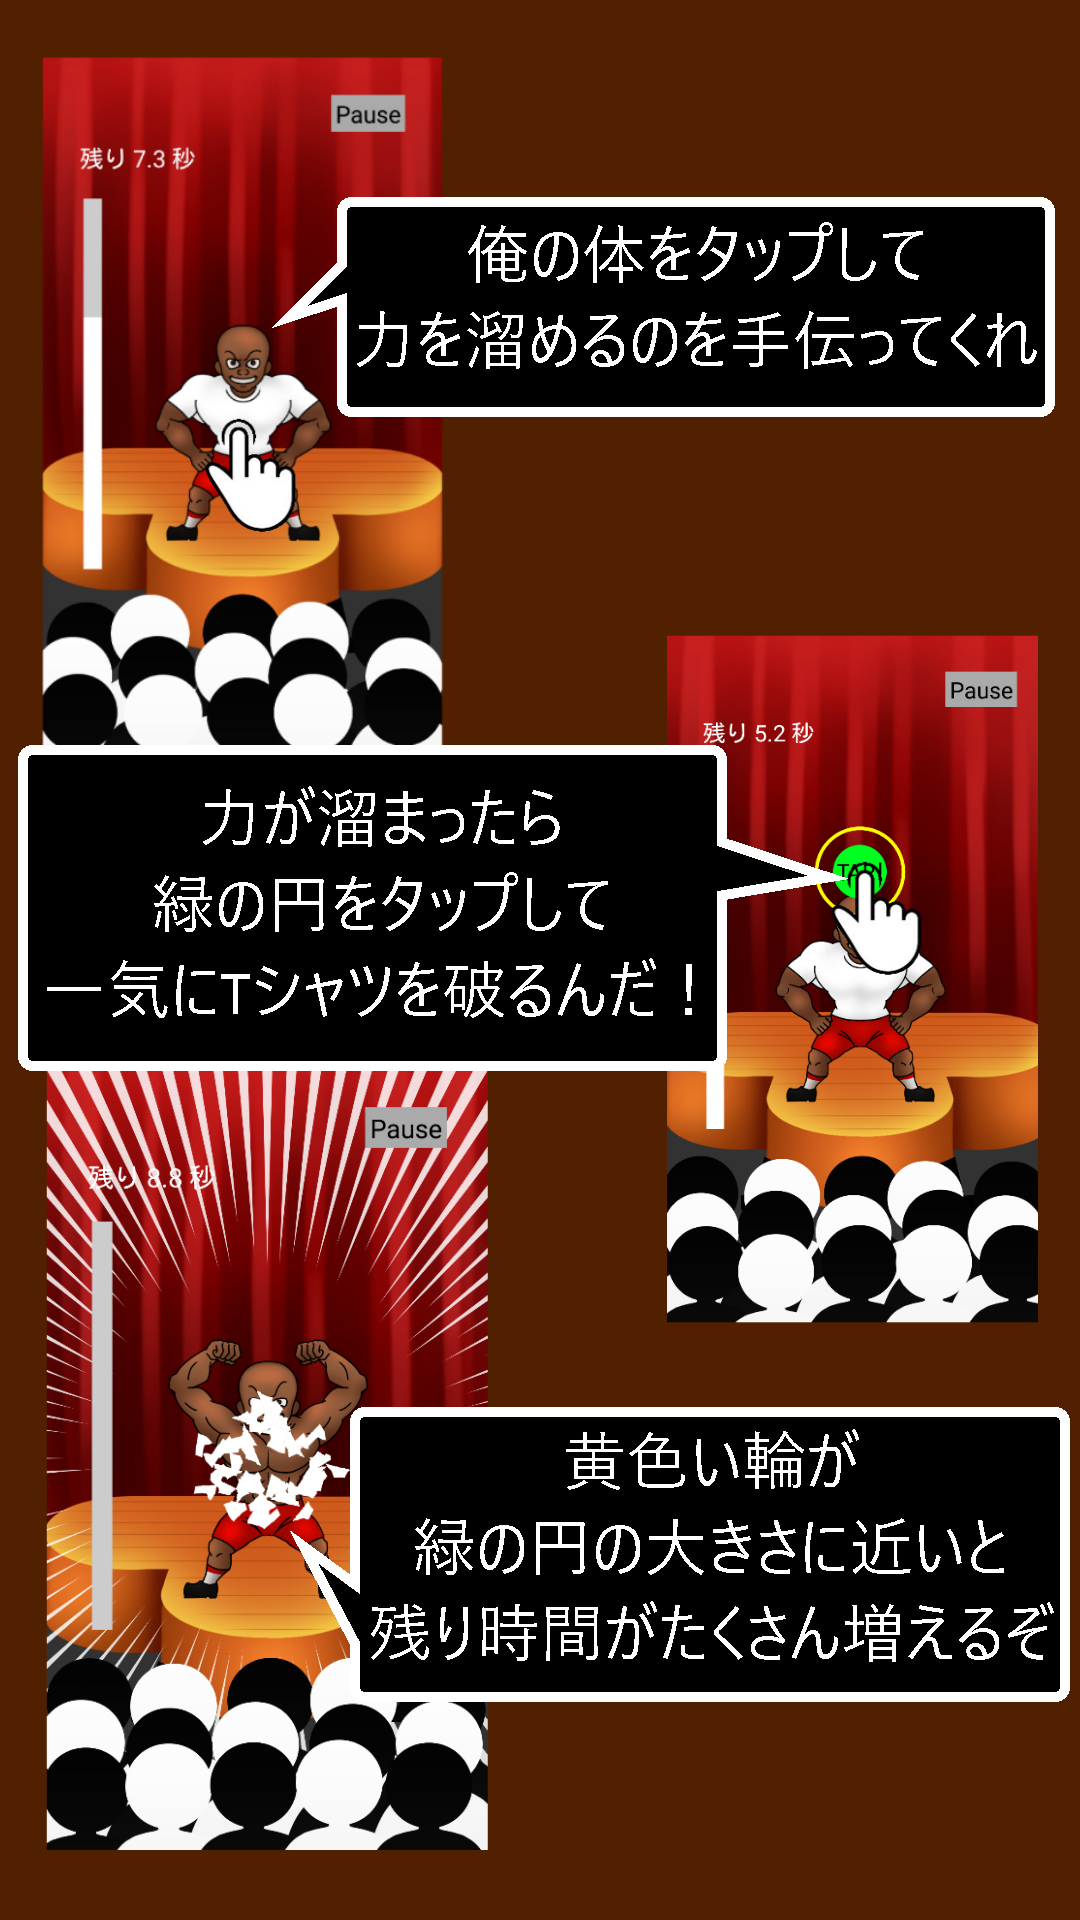 Pause
残り 7.3 秒
俺の体をタップして
力を溜めるのを手伝ってくれ
Pause
残り 5.2 秒
力が溜まったら
緑の円をタップして
一気にTシャツを破るんだ！
Pause
残り 8.8 秒
黄色い輪が
緑の円の大きさに近いと
残り時間がたくさん増えるぞ